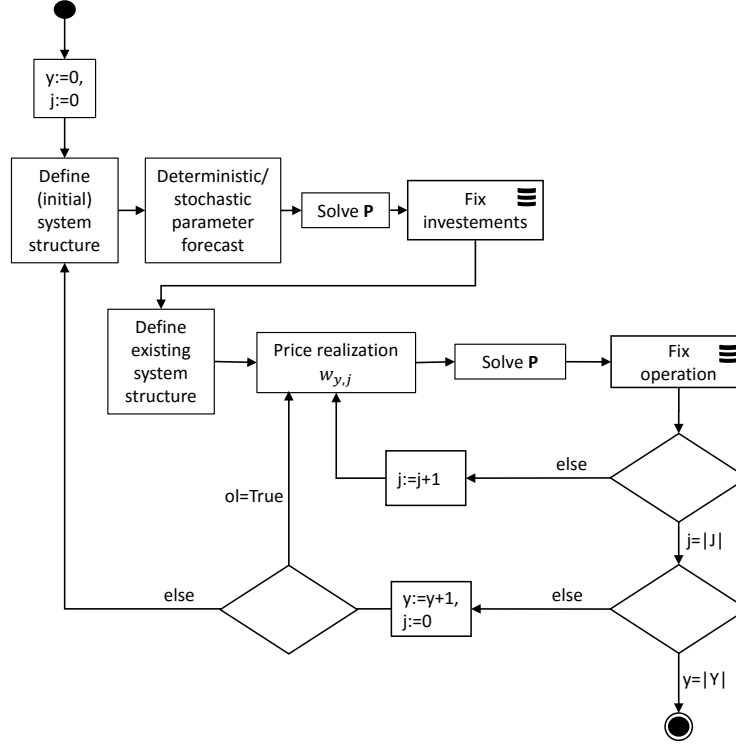 y:=0,
j:=0
Define
(initial)
system
structure
Deterministic/
stochastic
parameter
forecast
Solve P
Fix
investements
Define
existing
system
structure
Price realization
w_{y,j}
Solve P
Fix
operation
else
j:=j+1
ol=True
j=|J|
else
y:=y+1,
j:=0
else
y=|Y|